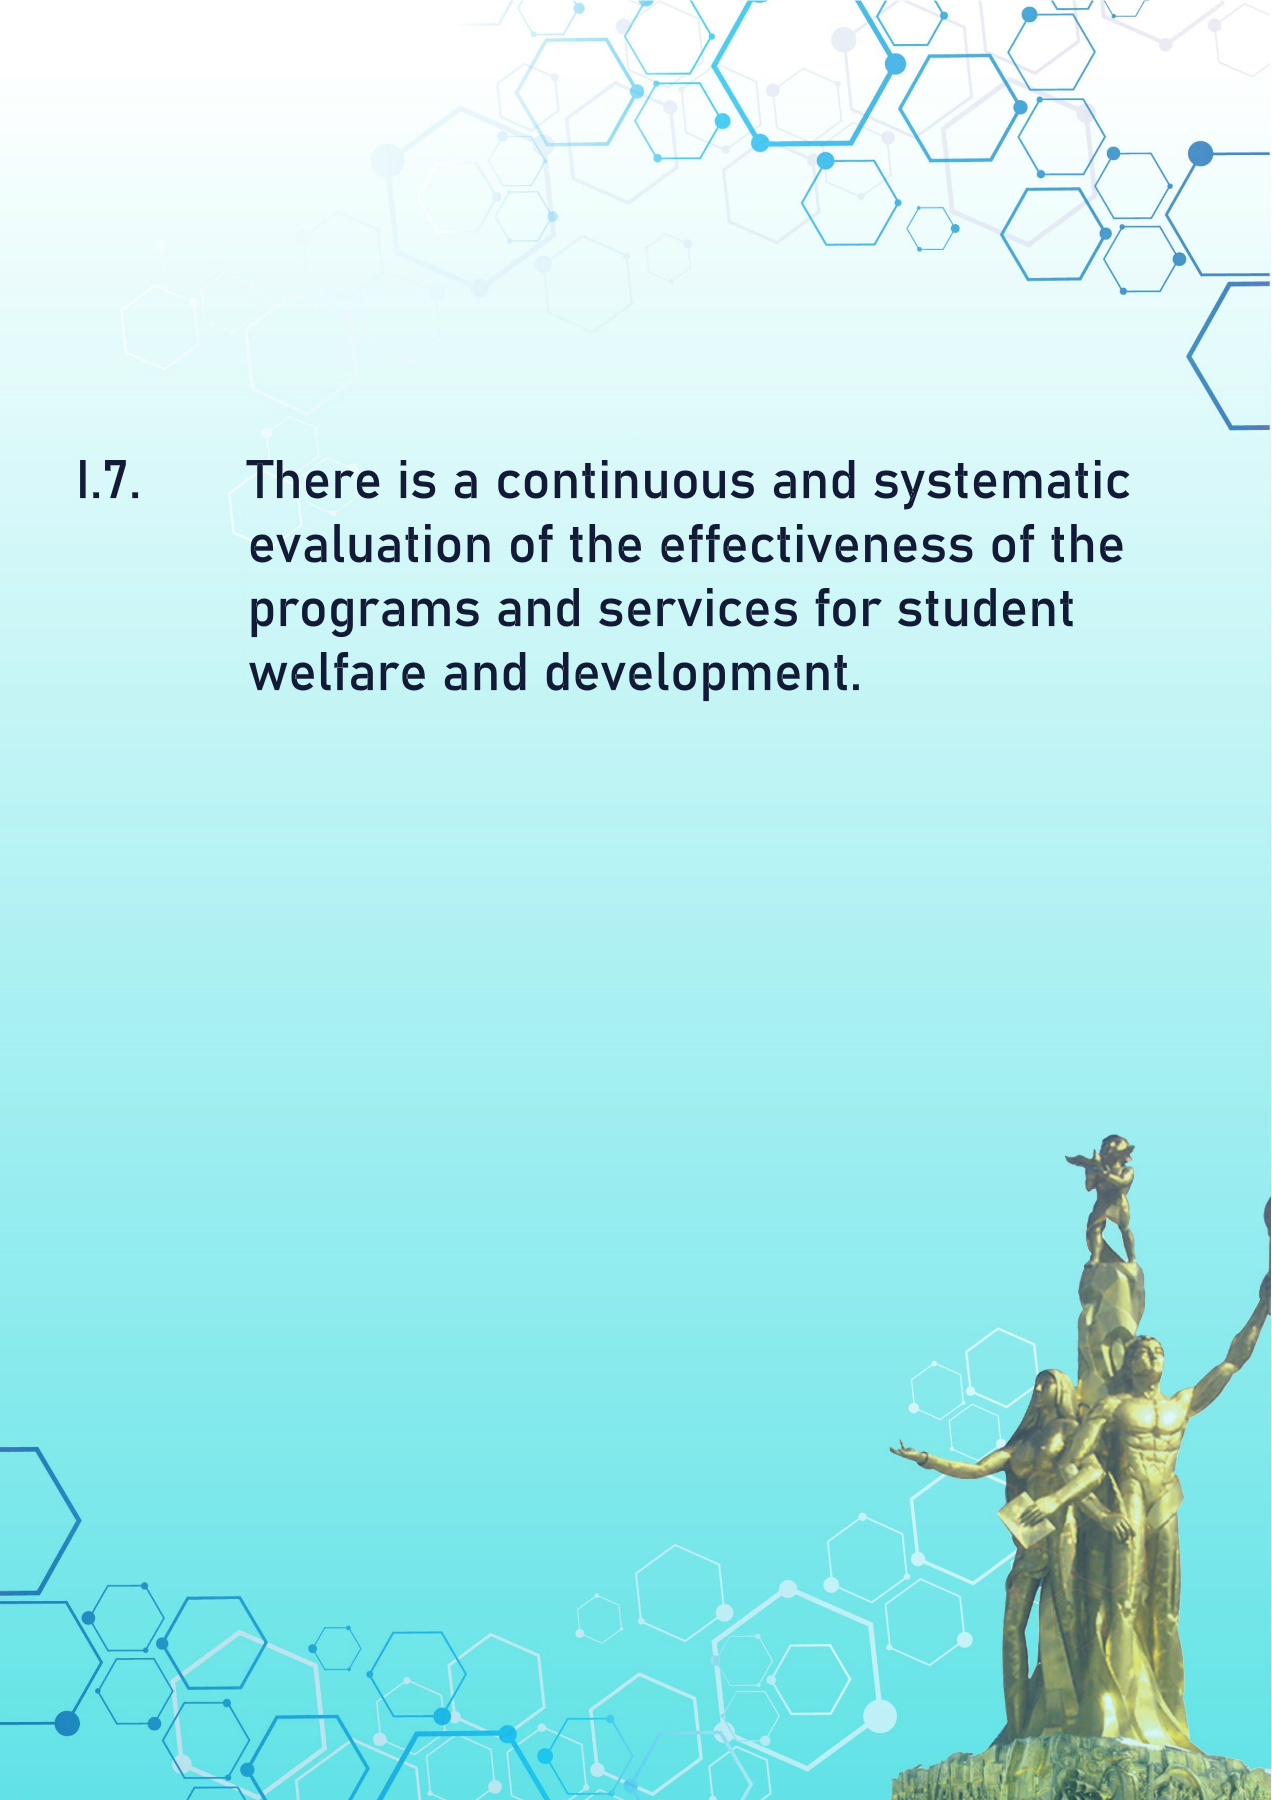 I.7. There is a continuous and systematic
evaluation of the effectiveness of the
programs and services for student
welfare and development.